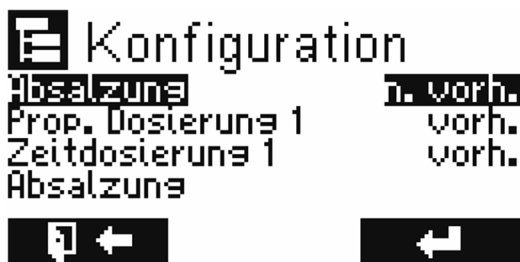 Konfiguration
Absalzung n. vorh.
Prop. Dosierung 1 vorh.
Zeitdosierung 1 vorh.
Absalzung